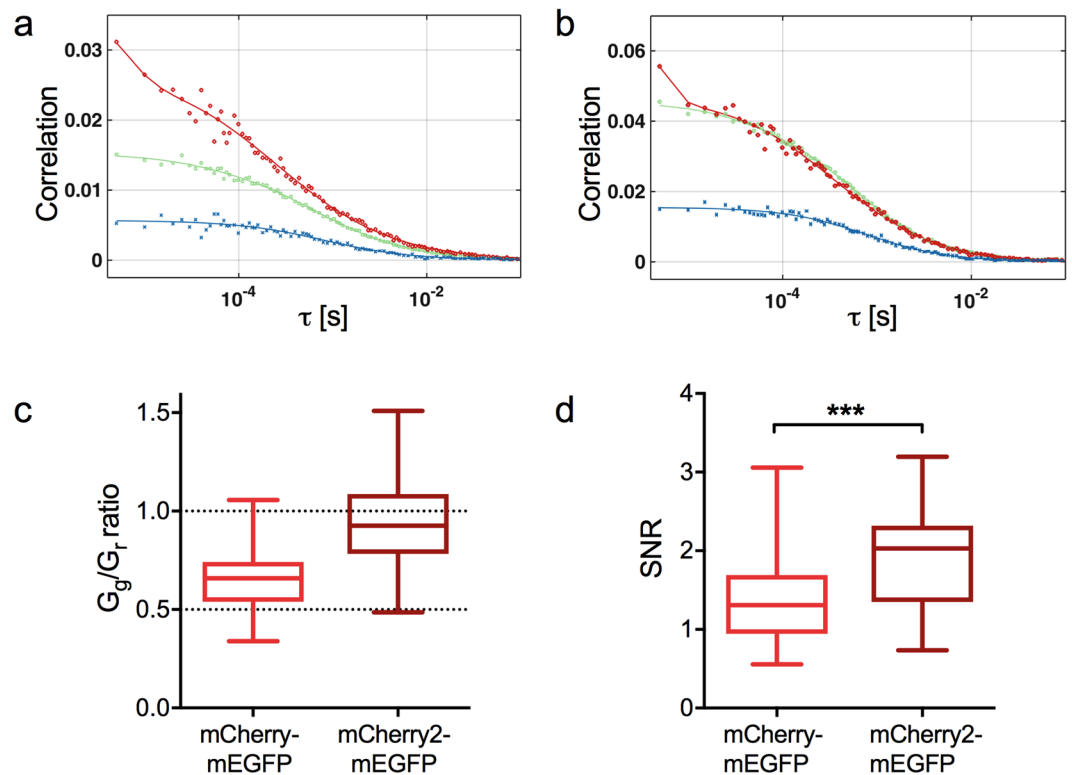 a
0.03
0.02
0.01
0
Correlation
10⁻⁴
10⁻²
τ [s]
b
0.06
0.04
0.02
0
Correlation
10⁻⁴
10⁻²
τ [s]
c
1.5
1.0
0.5
0.0
Gg/Gr ratio
mCherry-
mEGFP
mCherry2-
mEGFP
d
4
3
2
1
0
SNR
***
mCherry-
mEGFP
mCherry2-
mEGFP